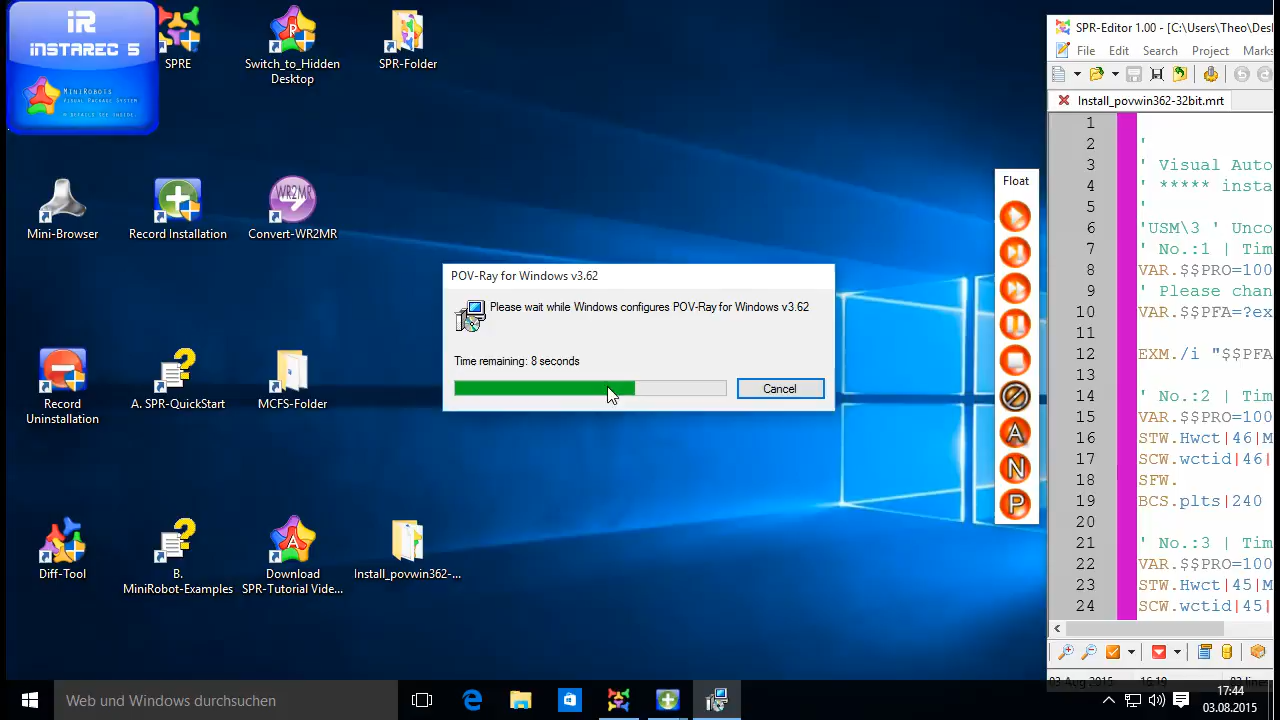 iR
INSTAREC 5
MINIROBOTS
VISUAL PACKAGE SYSTEM
SPRE
Switch_to_Hidden
Desktop
SPR-Folder
Mini-Browser
Record Installation
Convert-WR2MR
WR2MR
Record
Uninstallation
A. SPR-QuickStart
MCFS-Folder
Diff-Tool
B.
MiniRobot-Examples
Download
SPR-Tutorial Vide...
Install_povwin362-...
POV-Ray for Windows v3.62
Please wait while Windows configures POV-Ray for Windows v3.62
Time remaining: 8 seconds
Cancel
Float
A
N
P
SPR-Editor 1.00 - [C:\Users\Theo\Desl
File Edit Search Project Marks
Install_povwin362-32bit.mrt
1
2 '
3 ' Visual Auto
4 ' ***** insta
5 '
6 'USM\3 ' Unco
7 ' No.:1 | Tim
8 VAR.$$PRO=100
9 ' Please chan
10 VAR.$$PFA=?ex
11
12 EXM./i "$$PFA
13
14 ' No.:2 | Tim
15 VAR.$$PRO=100
16 STW.Hwct|46|M
17 SCW.wctid|46|
18 SFW.
19 BCS.plts|240
20
21 ' No.:3 | Tim
22 VAR.$$PRO=100
23 STW.Hwct|45|M
24 SCW.wctid|45|
Web und Windows durchsuchen
17:44
03.08.2015